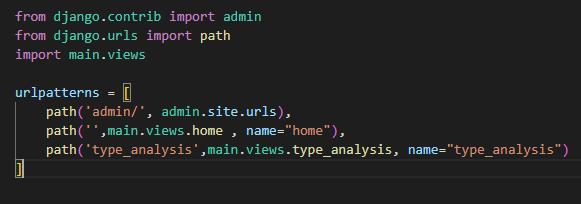 from django.contrib import admin
from django.urls import path
import main.views
urlpatterns = [
    path('admin/', admin.site.urls),
    path('',main.views.home , name="home"),
    path('type_analysis',main.views.type_analysis, name="type_analysis")
]